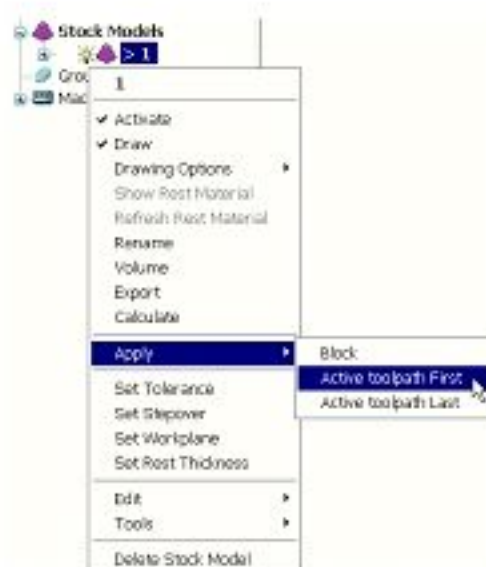 Stock Models
> 1
Grou
Mac
1
Activate
Draw
Drawing Options
Show Rest Material
Refresh Rest Material
Rename
Volume
Export
Calculate
Apply
Block
Active toolpath First
Active toolpath Last
Set Tolerance
Set Stepover
Set Workplane
Set Rest Thickness
Edit
Tools
Delete Stock Model